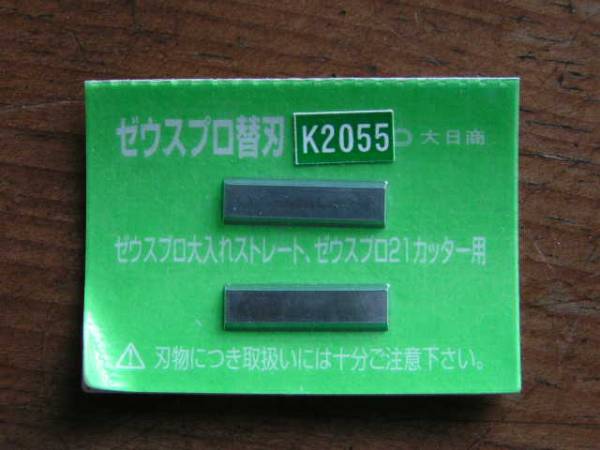 ゼウスプロ替刃 K2055 大日商
ゼウスプロ大入れストレート、ゼウスプロ21カッター用
⚠ 刃物につき取扱いには十分ご注意下さい。